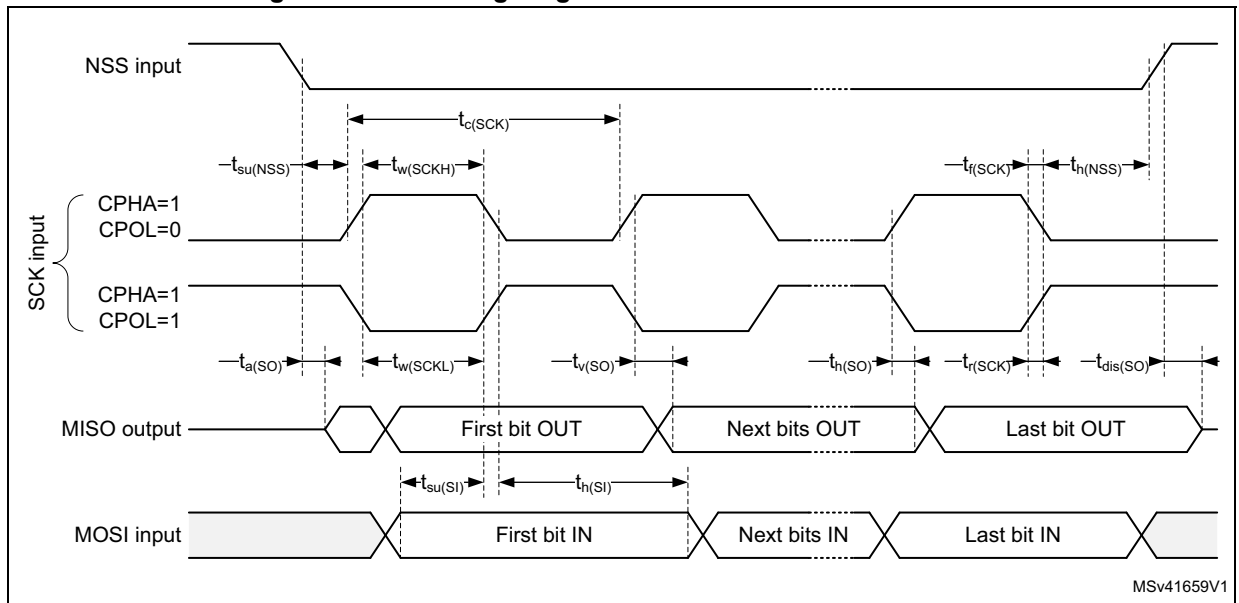 NSS input
tc(SCK)
tsu(NSS) tw(SCKH) tf(SCK) th(NSS)
SCK input
CPHA=1
CPOL=0
CPHA=1
CPOL=1
ta(SO) tw(SCKL) tv(SO) th(SO) tr(SCK) tdis(SO)
MISO output First bit OUT Next bits OUT Last bit OUT
tsu(SI) th(SI)
MOSI input First bit IN Next bits IN Last bit IN
MSv41659V1